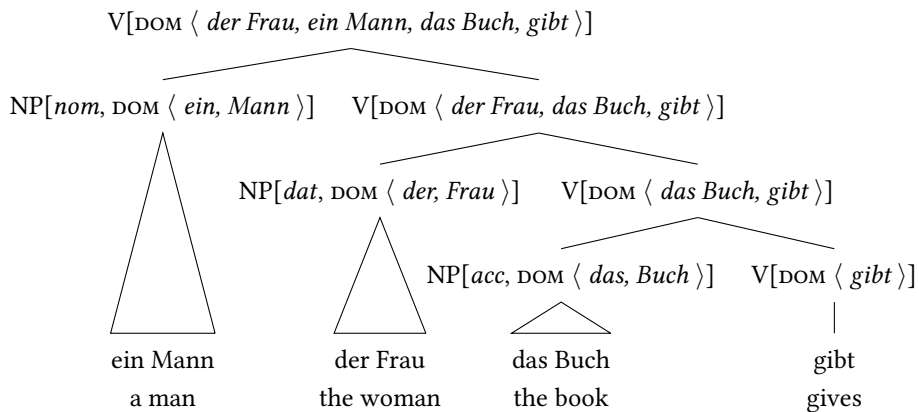 V[DOM ⟨ der Frau, ein Mann, das Buch, gibt ⟩]
NP[nom, DOM ⟨ ein, Mann ⟩] V[DOM ⟨ der Frau, das Buch, gibt ⟩]
NP[dat, DOM ⟨ der, Frau ⟩] V[DOM ⟨ das Buch, gibt ⟩]
NP[acc, DOM ⟨ das, Buch ⟩] V[DOM ⟨ gibt ⟩]
ein Mann der Frau das Buch gibt
a man the woman the book gives